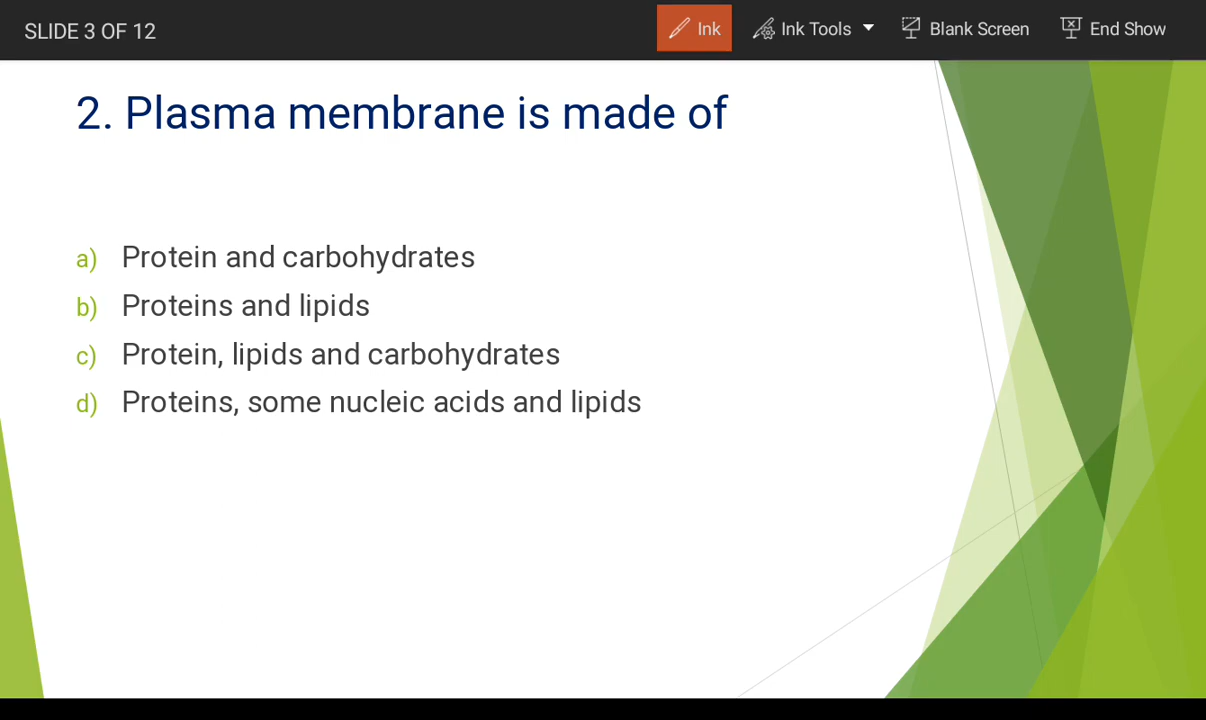 SLIDE 3 OF 12
Ink
Ink Tools
Blank Screen
End Show
2. Plasma membrane is made of
a) Protein and carbohydrates
b) Proteins and lipids
c) Protein, lipids and carbohydrates
d) Proteins, some nucleic acids and lipids